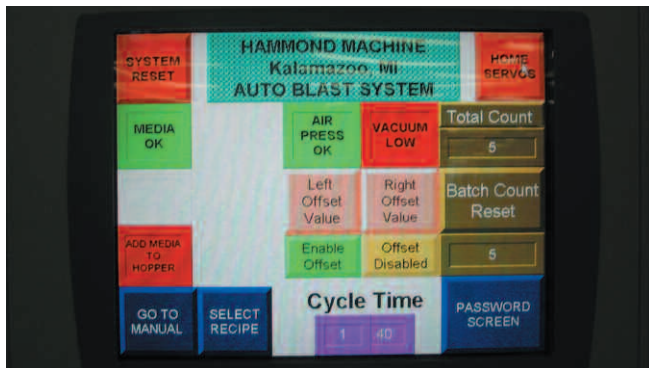 SYSTEM
RESET
HAMMOND MACHINE
Kalamazoo, MI
AUTO BLAST SYSTEM
HOME
SERVOS
MEDIA
OK
AIR
PRESS
OK
VACUUM
LOW
Total Count
5
Left
Offset
Value
Right
Offset
Value
Batch Count
Reset
ADD MEDIA
TO
HOPPER
Enable
Offset
Offset
Disabled
5
GO TO
MANUAL
SELECT
RECIPE
Cycle Time
1 40
PASSWORD
SCREEN